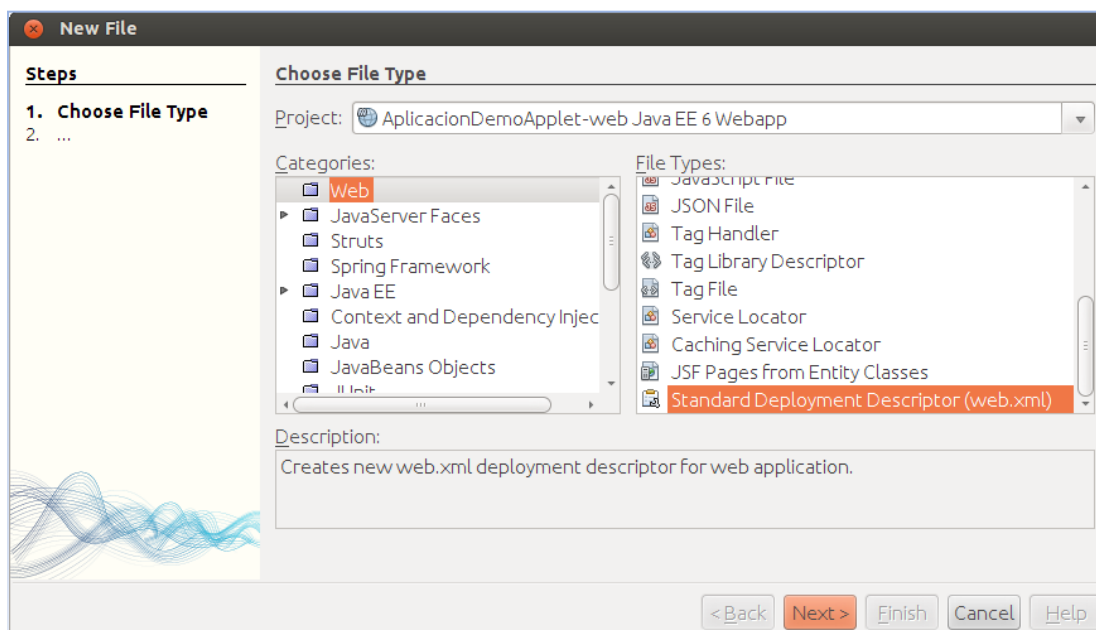 New File
Steps
1. Choose File Type
2. ...
Choose File Type
Project: AplicacionDemoApplet-web Java EE 6 Webapp
Categories:
Web
JavaServer Faces
Struts
Spring Framework
Java EE
Context and Dependency Injec
Java
JavaBeans Objects
JUnit
File Types:
JavaScript File
JSON File
Tag Handler
Tag Library Descriptor
Tag File
Service Locator
Caching Service Locator
JSF Pages from Entity Classes
Standard Deployment Descriptor (web.xml)
Description:
Creates new web.xml deployment descriptor for web application.
< Back
Next >
Finish
Cancel
Help